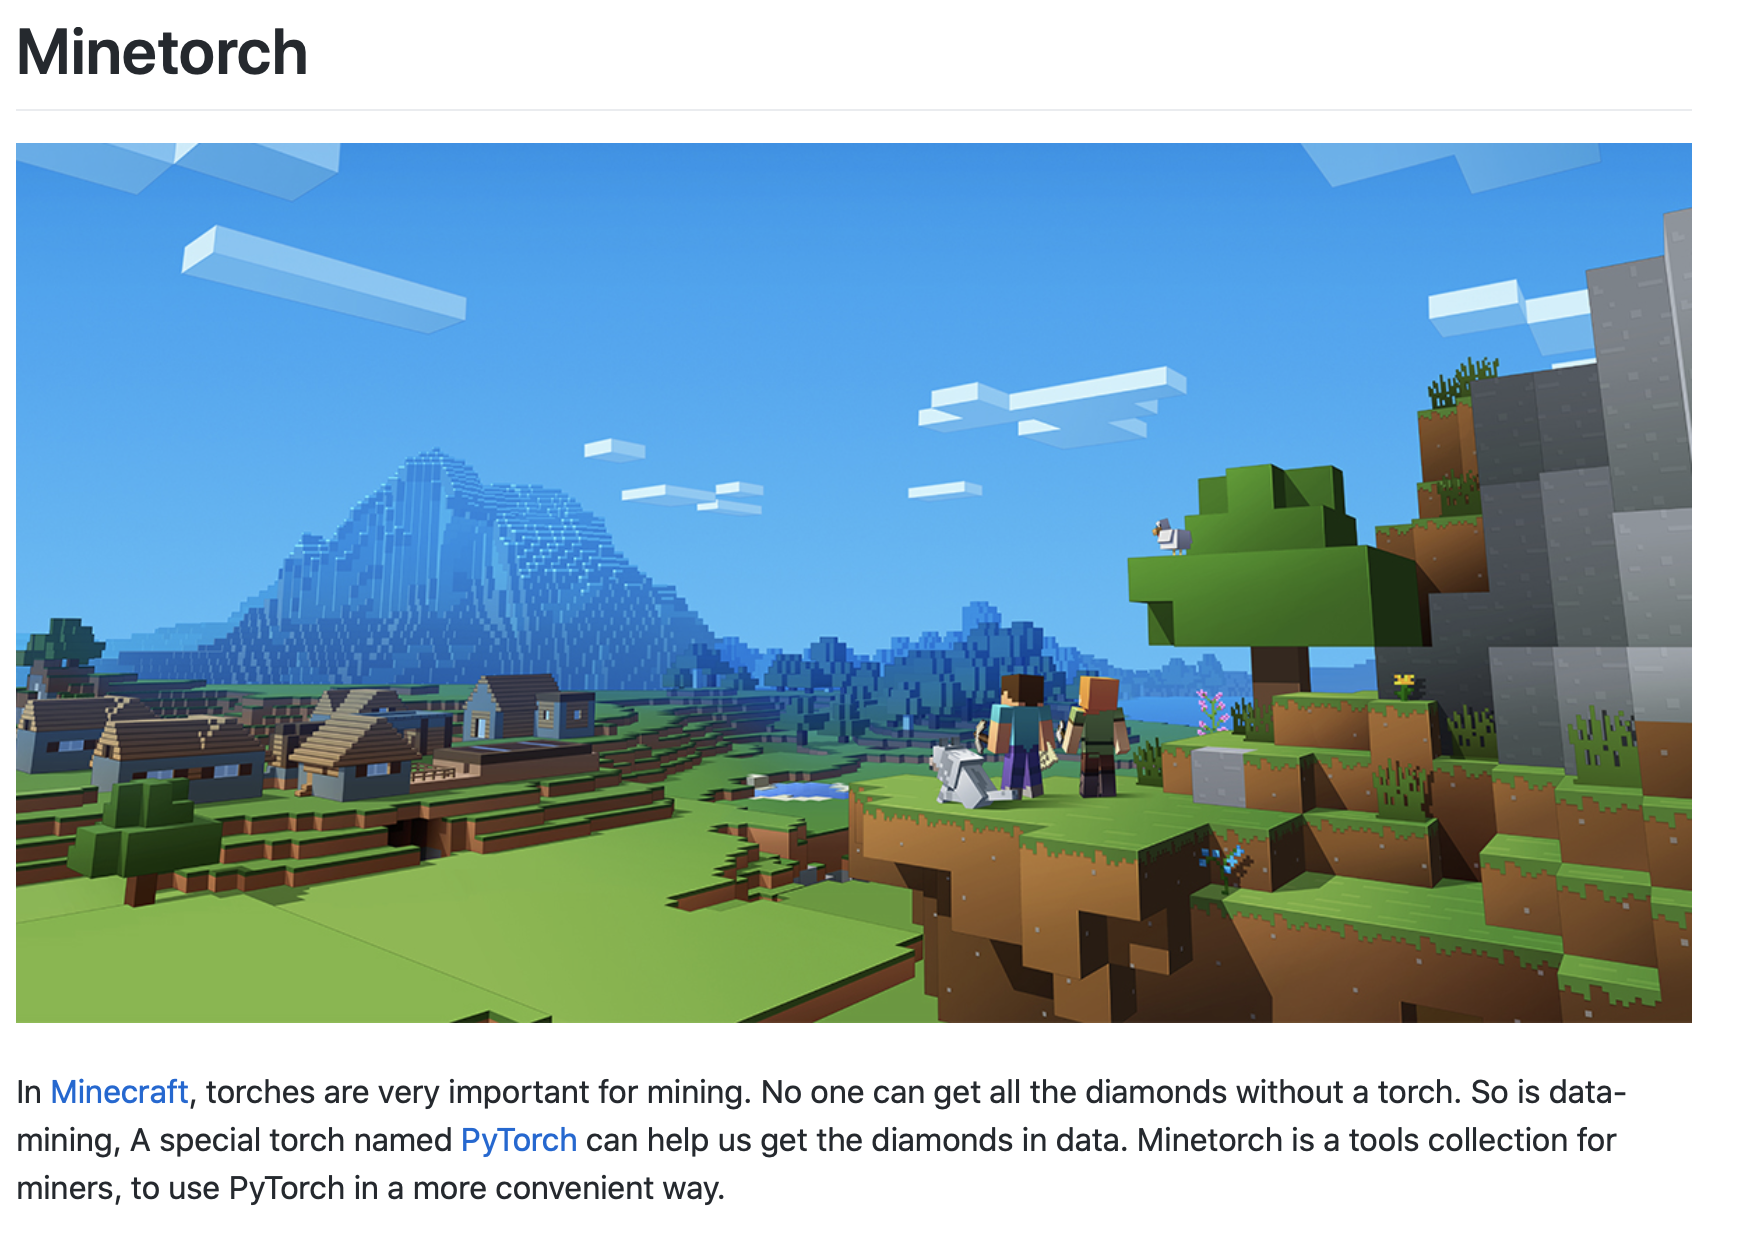 Minetorch
In Minecraft, torches are very important for mining. No one can get all the diamonds without a torch. So is data-
mining, A special torch named PyTorch can help us get the diamonds in data. Minetorch is a tools collection for
miners, to use PyTorch in a more convenient way.